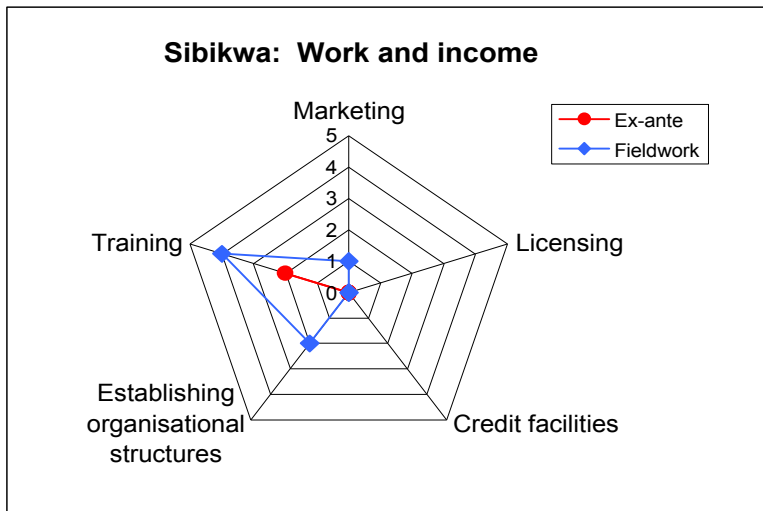 Sibikwa:  Work and income
Marketing
Ex-ante
Fieldwork
5
4
3
2
1
0
Training
Licensing
Establishing
organisational
structures
Credit facilities